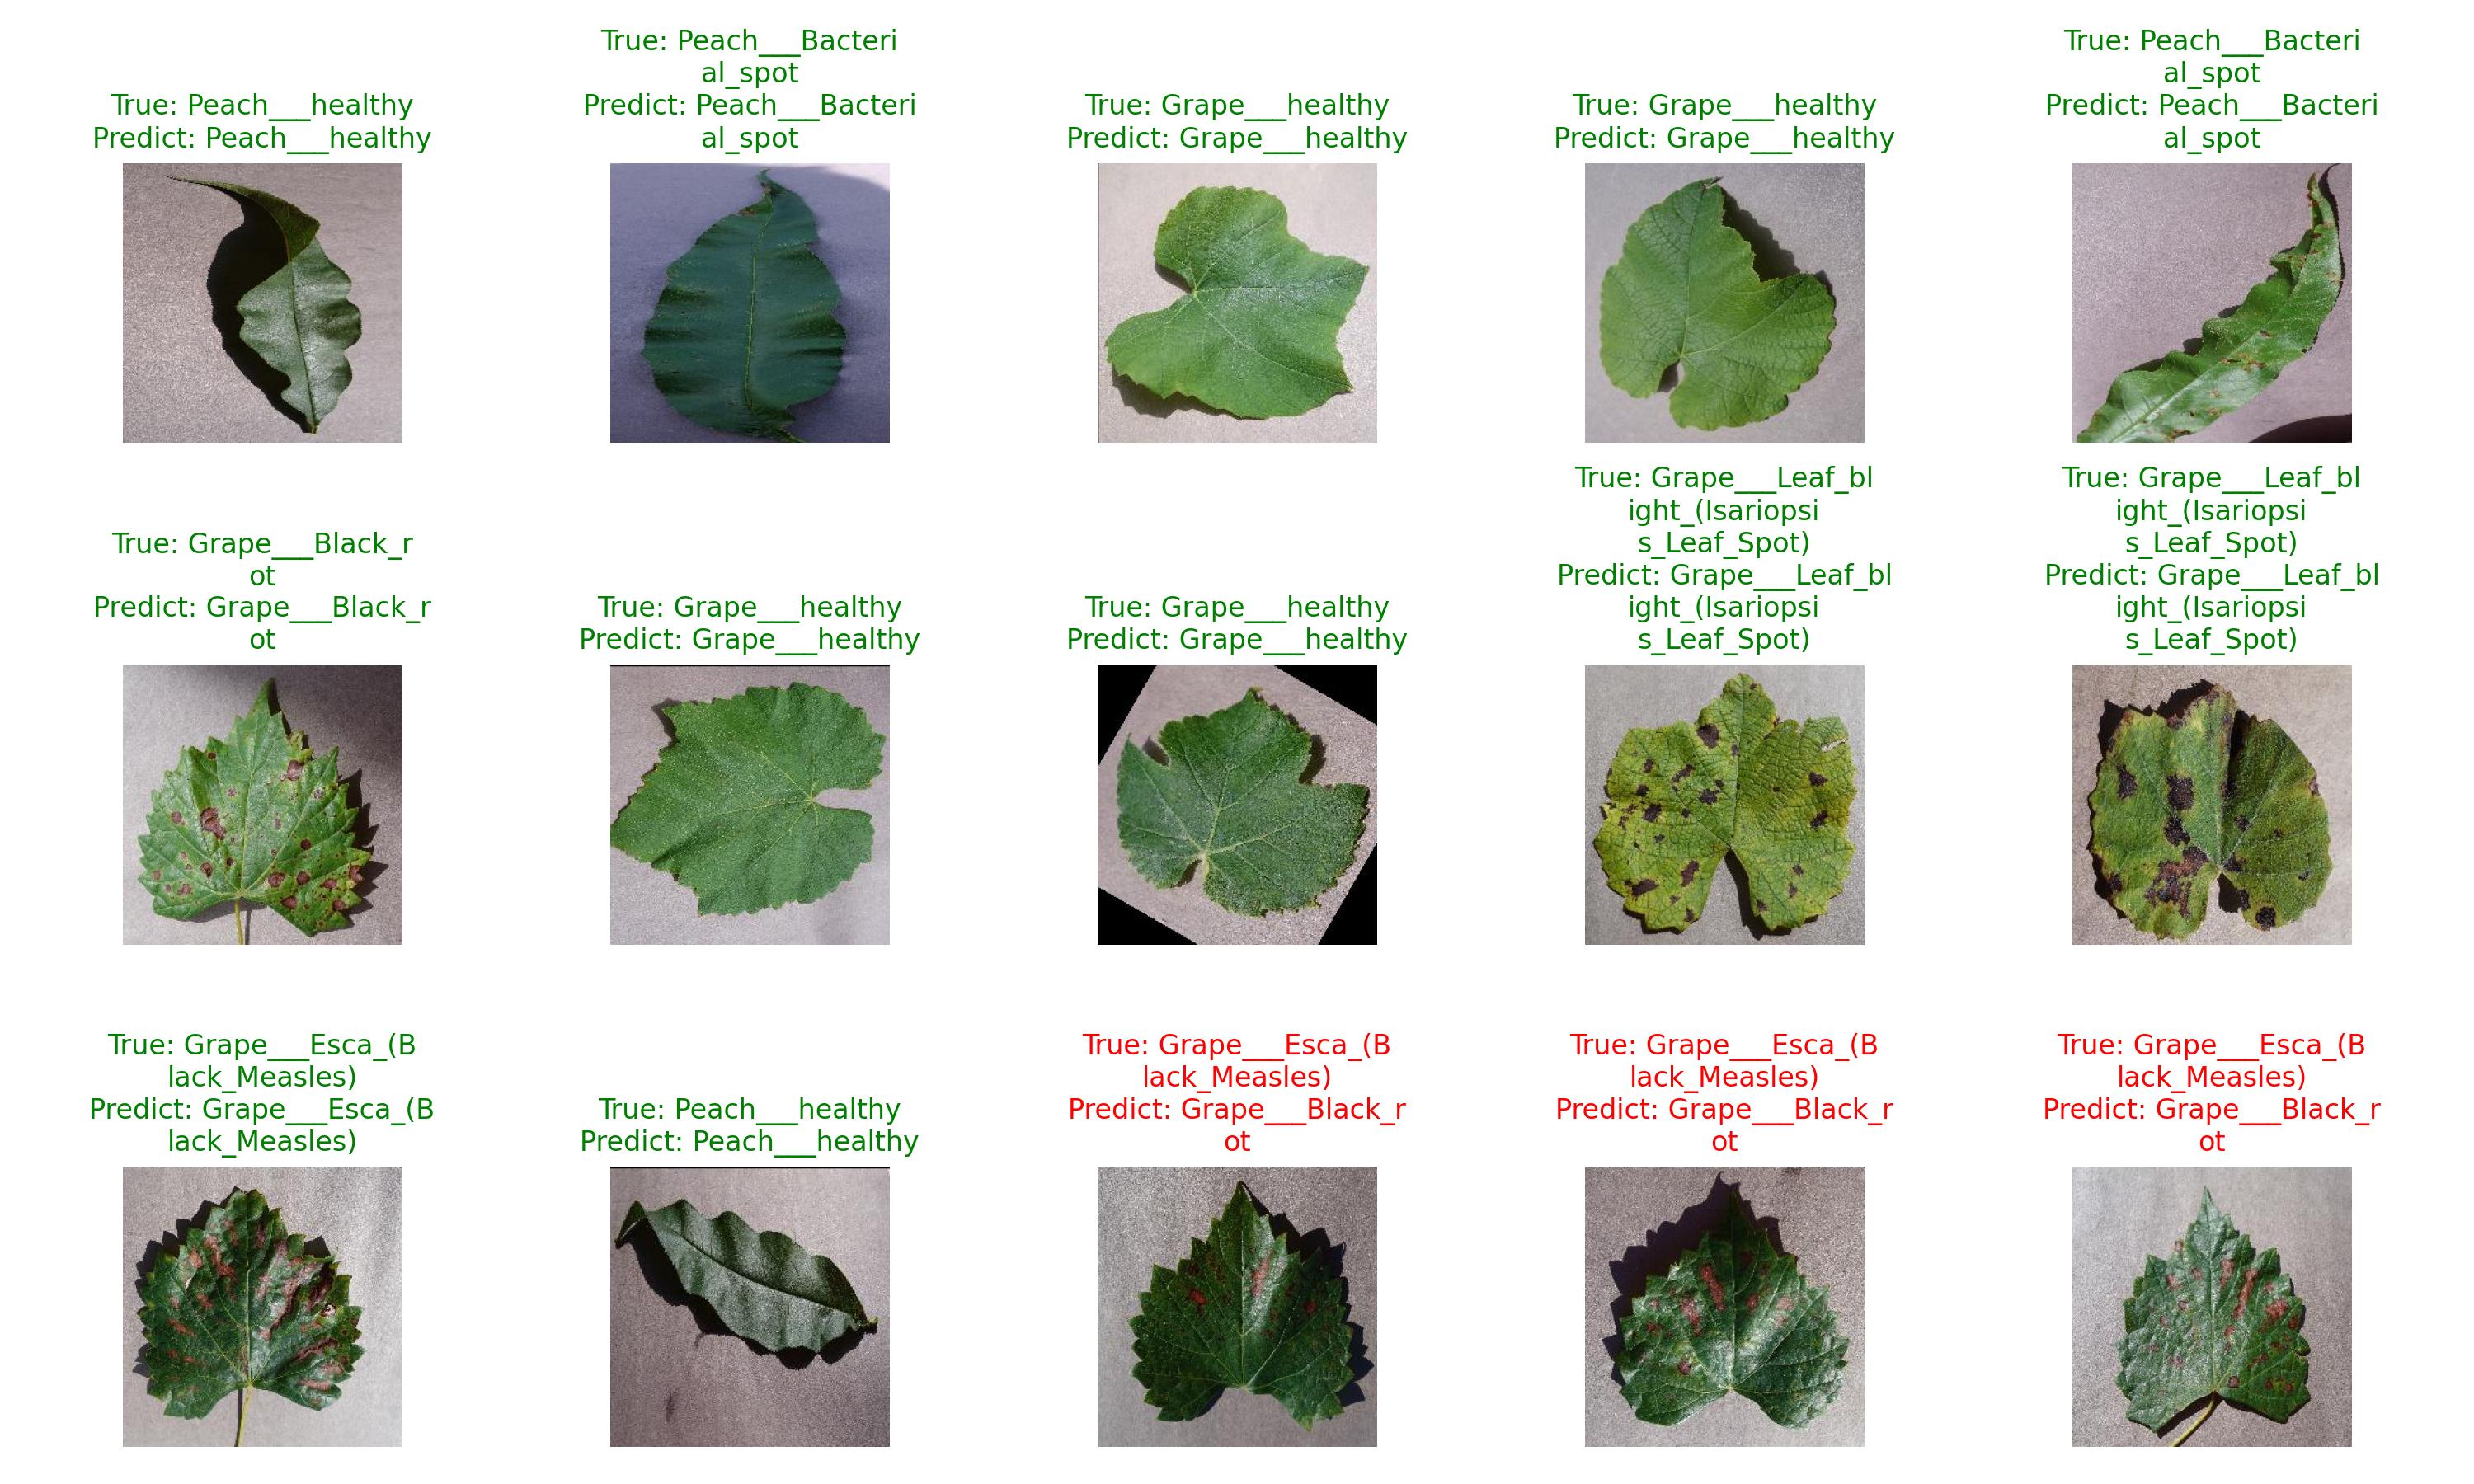 True: Peach___healthy
Predict: Peach___healthy
True: Peach___Bacteri
al_spot
Predict: Peach___Bacteri
al_spot
True: Grape___healthy
Predict: Grape___healthy
True: Grape___healthy
Predict: Grape___healthy
True: Peach___Bacteri
al_spot
Predict: Peach___Bacteri
al_spot
True: Grape___Black_r
ot
Predict: Grape___Black_r
ot
True: Grape___healthy
Predict: Grape___healthy
True: Grape___healthy
Predict: Grape___healthy
True: Grape___Leaf_bl
ight_(Isariopsi
s_Leaf_Spot)
Predict: Grape___Leaf_bl
ight_(Isariopsi
s_Leaf_Spot)
True: Grape___Leaf_bl
ight_(Isariopsi
s_Leaf_Spot)
Predict: Grape___Leaf_bl
ight_(Isariopsi
s_Leaf_Spot)
True: Grape___Esca_(B
lack_Measles)
Predict: Grape___Esca_(B
lack_Measles)
True: Peach___healthy
Predict: Peach___healthy
True: Grape___Esca_(B
lack_Measles)
Predict: Grape___Black_r
ot
True: Grape___Esca_(B
lack_Measles)
Predict: Grape___Black_r
ot
True: Grape___Esca_(B
lack_Measles)
Predict: Grape___Black_r
ot